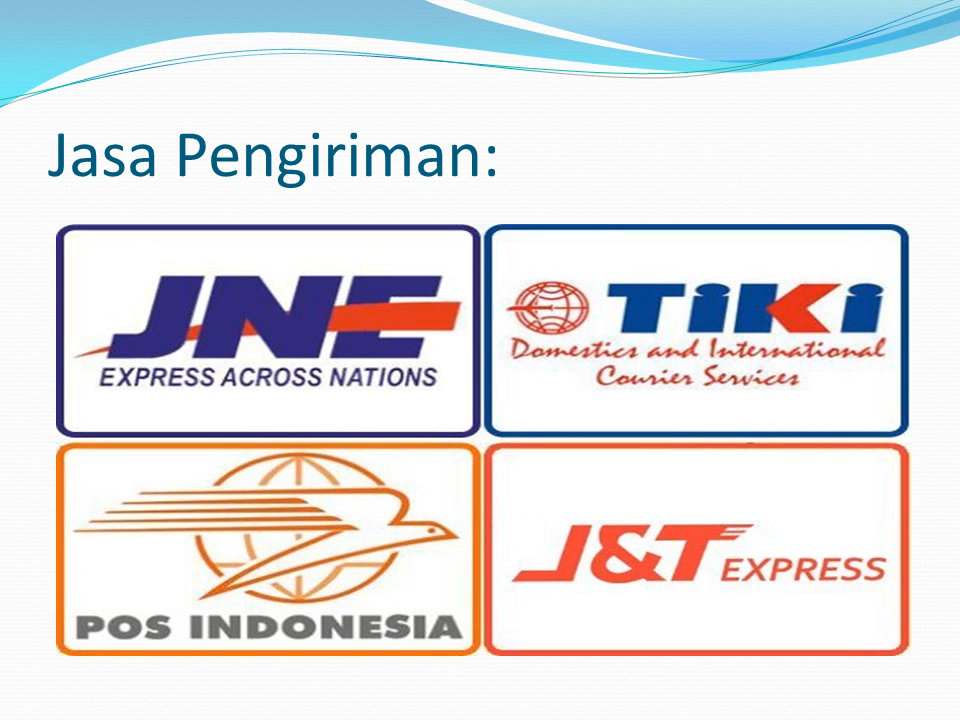 Jasa Pengiriman:
JNE
EXPRESS ACROSS NATIONS
TiKi
Domestics and International
Courier Services
POS INDONESIA
J&T EXPRESS